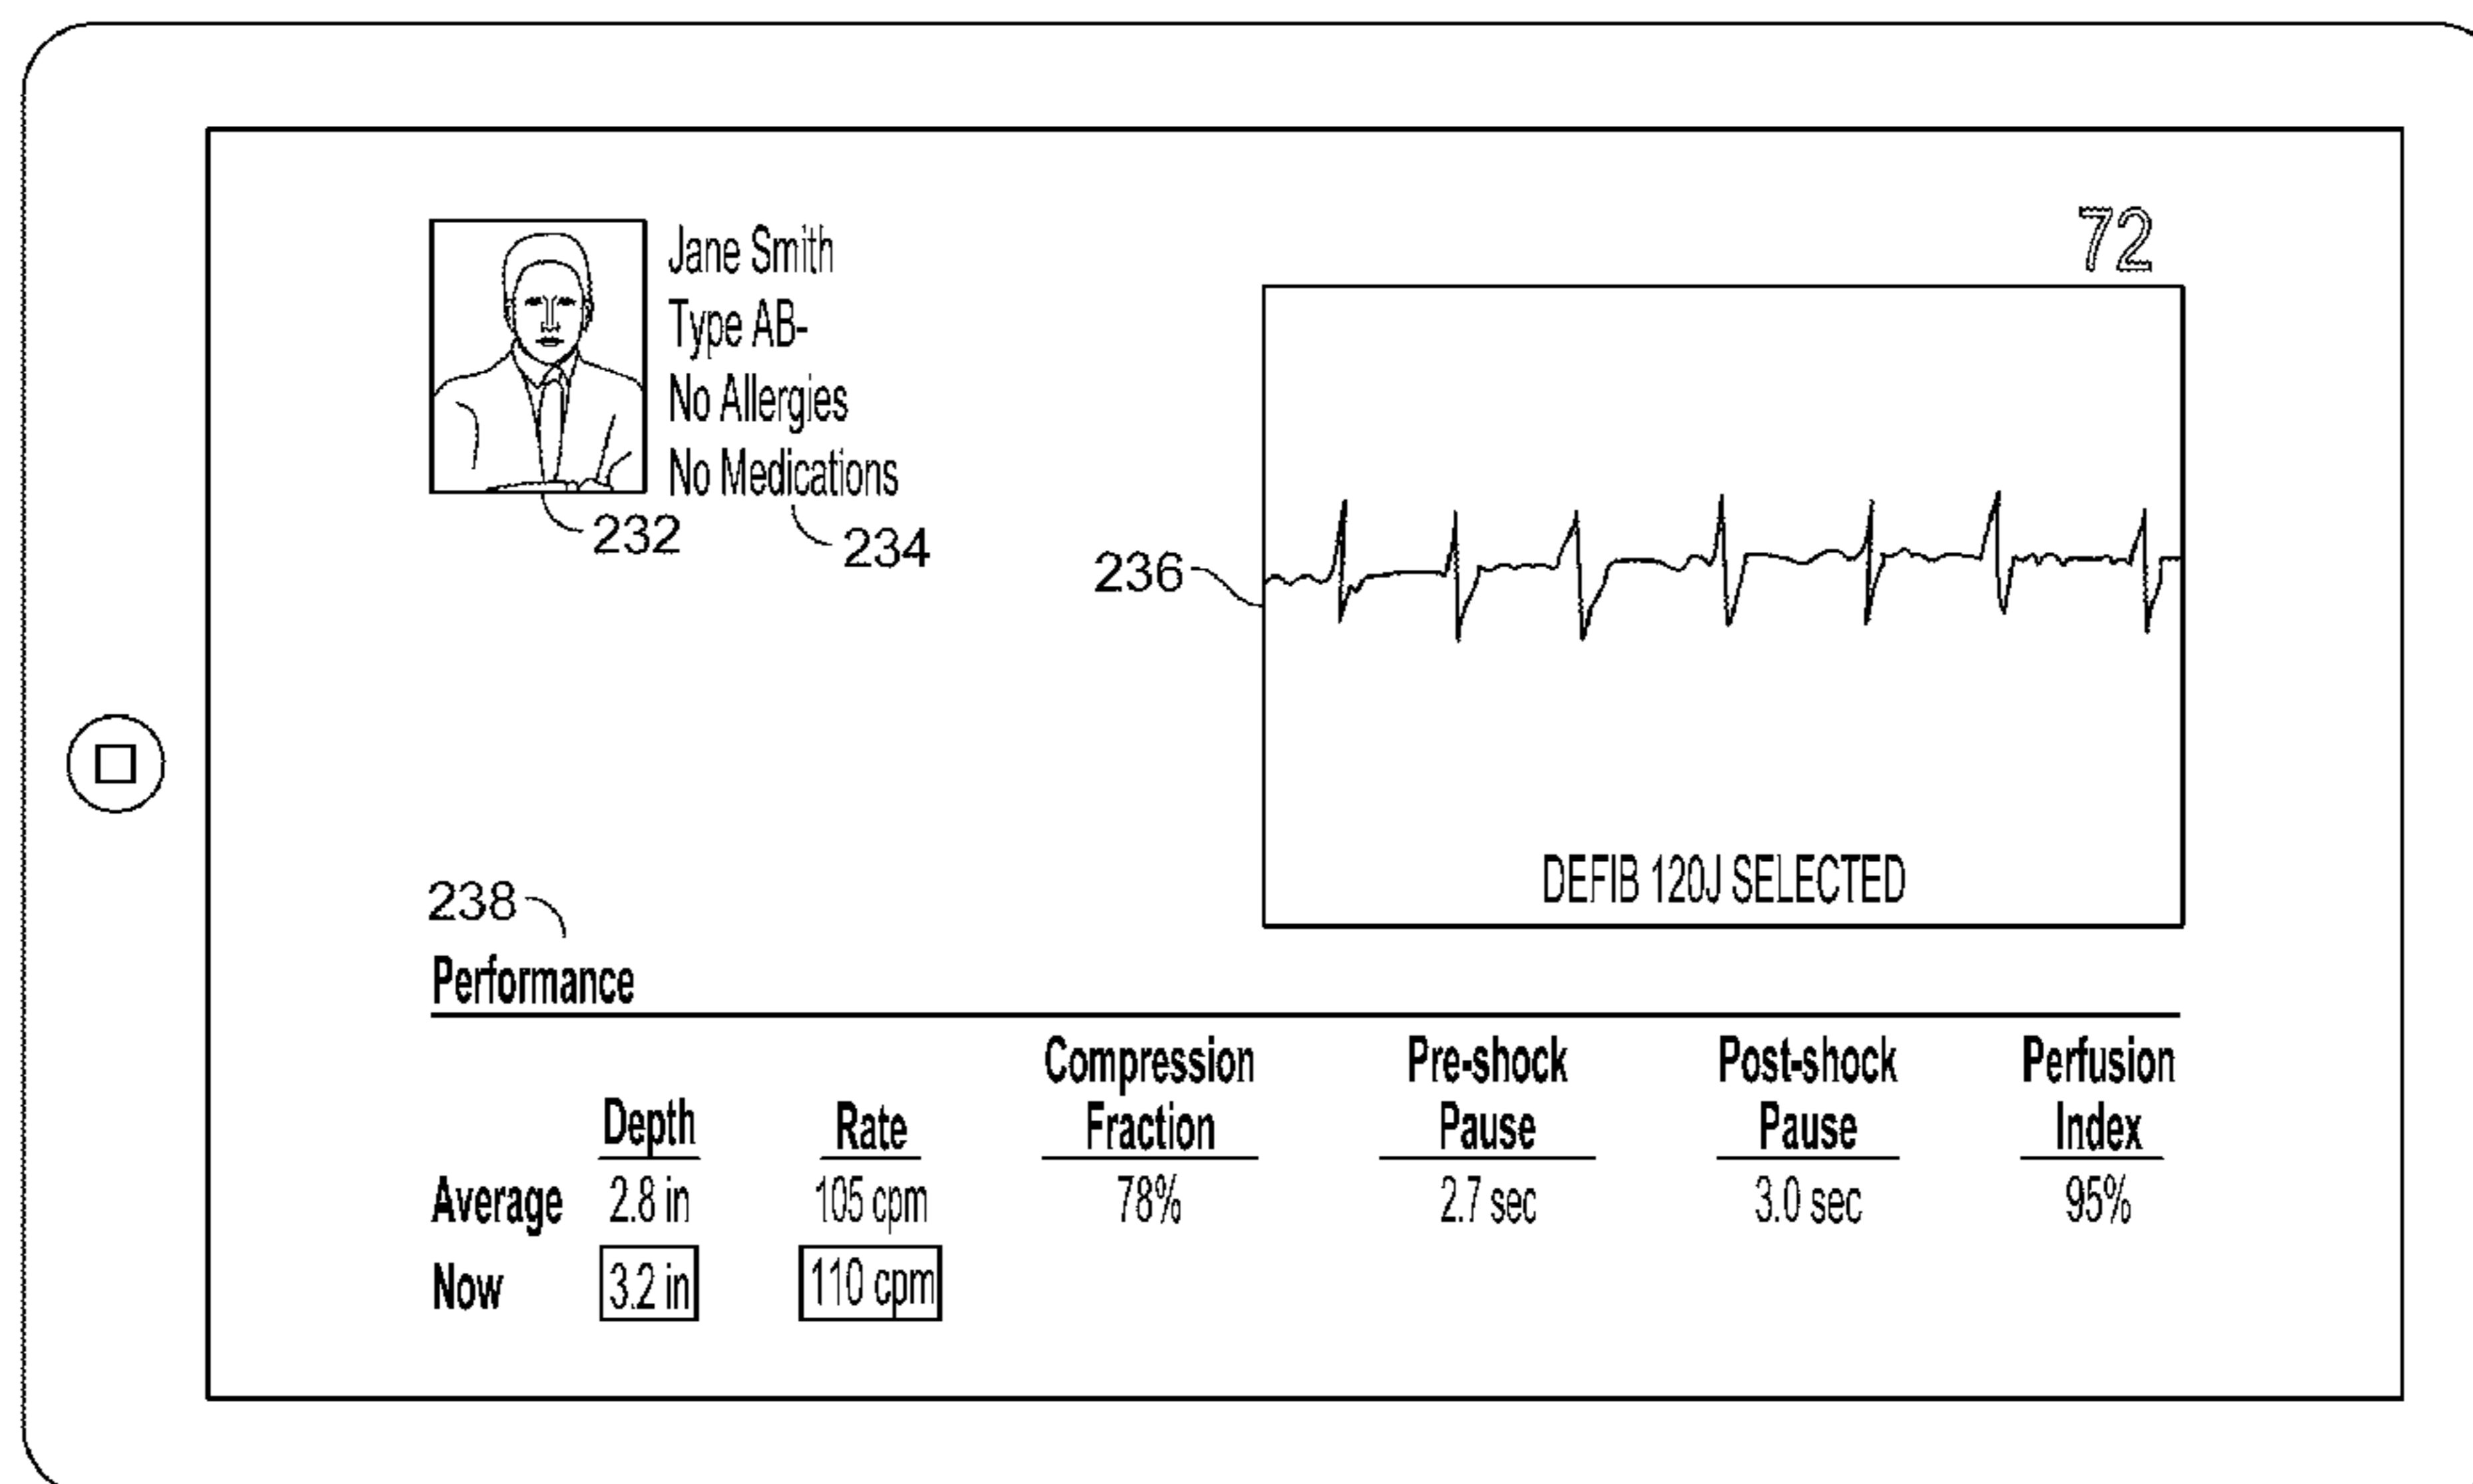 Jane Smith
Type AB-
No Allergies
No Medications
232
234
72
236
DEFIB 120J SELECTED
238
Performance
Depth Rate Compression Fraction Pre-shock Pause Post-shock Pause Perfusion Index
Average 2.8 in 105 cpm 78% 2.7 sec 3.0 sec 95%
Now 3.2 in 110 cpm